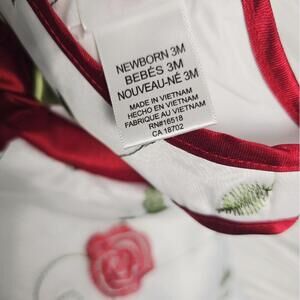 NEWBORN 3M
BEBÉS 3M
NOUVEAU-NÉ 3M
MADE IN VIETNAM
HECHO EN VIETNAM
FABRIQUE AU VIETNAM
RN#16518
CA 18702